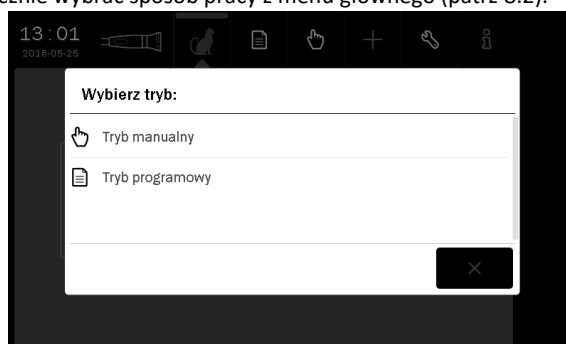 cznie wybrać sposób pracy z menu głównego (patrz 8.2).
13:01
2016-05-25
Wybierz tryb:
Tryb manualny
Tryb programowy